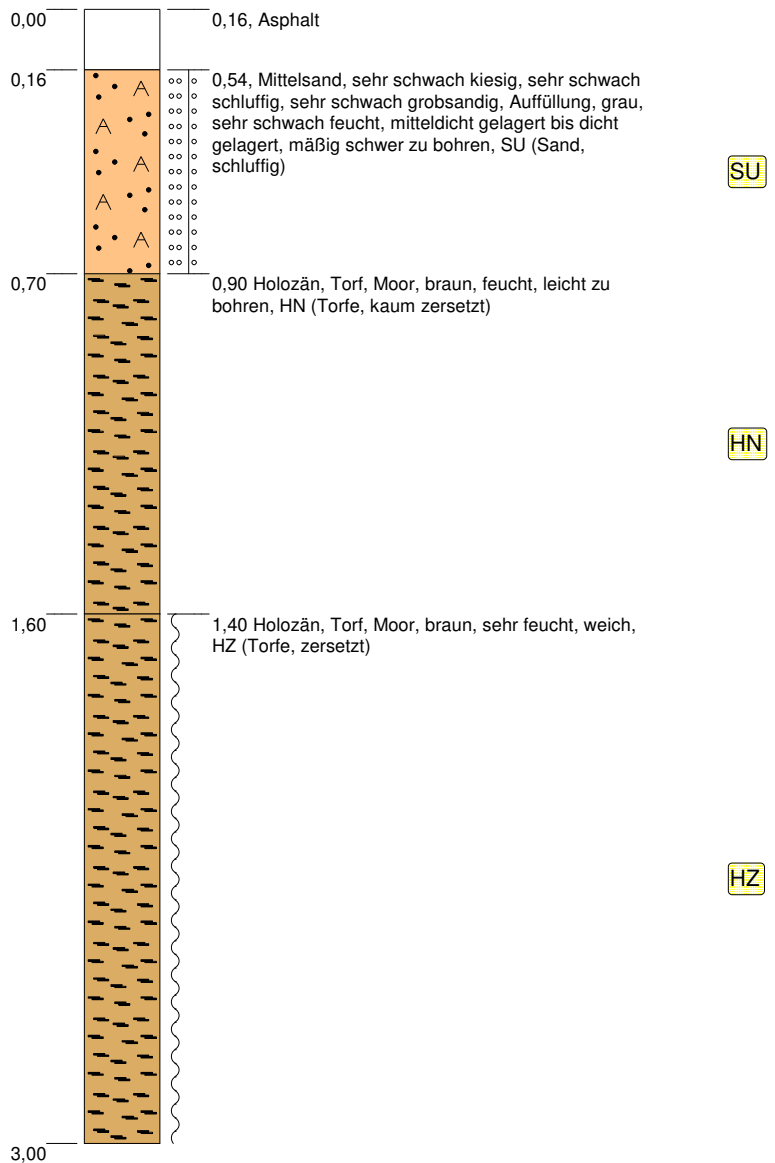 0,00
0,16, Asphalt
0,16
0,54, Mittelsand, sehr schwach kiesig, sehr schwach
schluffig, sehr schwach grobsandig, Auffüllung, grau,
sehr schwach feucht, mitteldicht gelagert bis dicht
gelagert, mäßig schwer zu bohren, SU (Sand,
schluffig)
SU
A
A
A
A
A
0,70
0,90 Holozän, Torf, Moor, braun, feucht, leicht zu
bohren, HN (Torfe, kaum zersetzt)
HN
1,60
1,40 Holozän, Torf, Moor, braun, sehr feucht, weich,
HZ (Torfe, zersetzt)
HZ
3,00